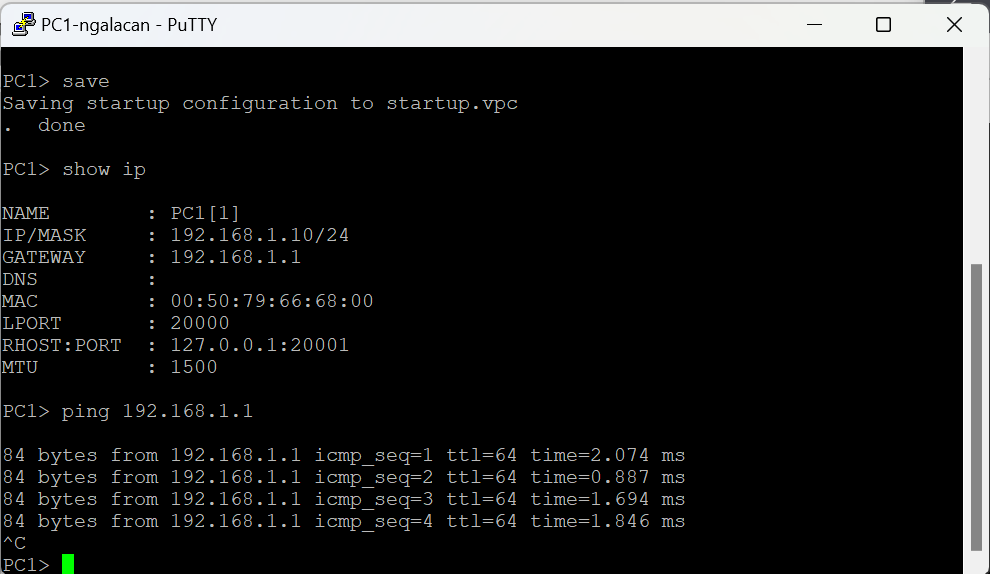 PC1-ngalacan - PuTTY
PC1> save
Saving startup configuration to startup.vpc
.  done
PC1> show ip
NAME        : PC1[1]
IP/MASK     : 192.168.1.10/24
GATEWAY     : 192.168.1.1
DNS         :
MAC         : 00:50:79:66:68:00
LPORT       : 20000
RHOST:PORT  : 127.0.0.1:20001
MTU         : 1500
PC1> ping 192.168.1.1
84 bytes from 192.168.1.1 icmp_seq=1 ttl=64 time=2.074 ms
84 bytes from 192.168.1.1 icmp_seq=2 ttl=64 time=0.887 ms
84 bytes from 192.168.1.1 icmp_seq=3 ttl=64 time=1.694 ms
84 bytes from 192.168.1.1 icmp_seq=4 ttl=64 time=1.846 ms
^C
PC1>